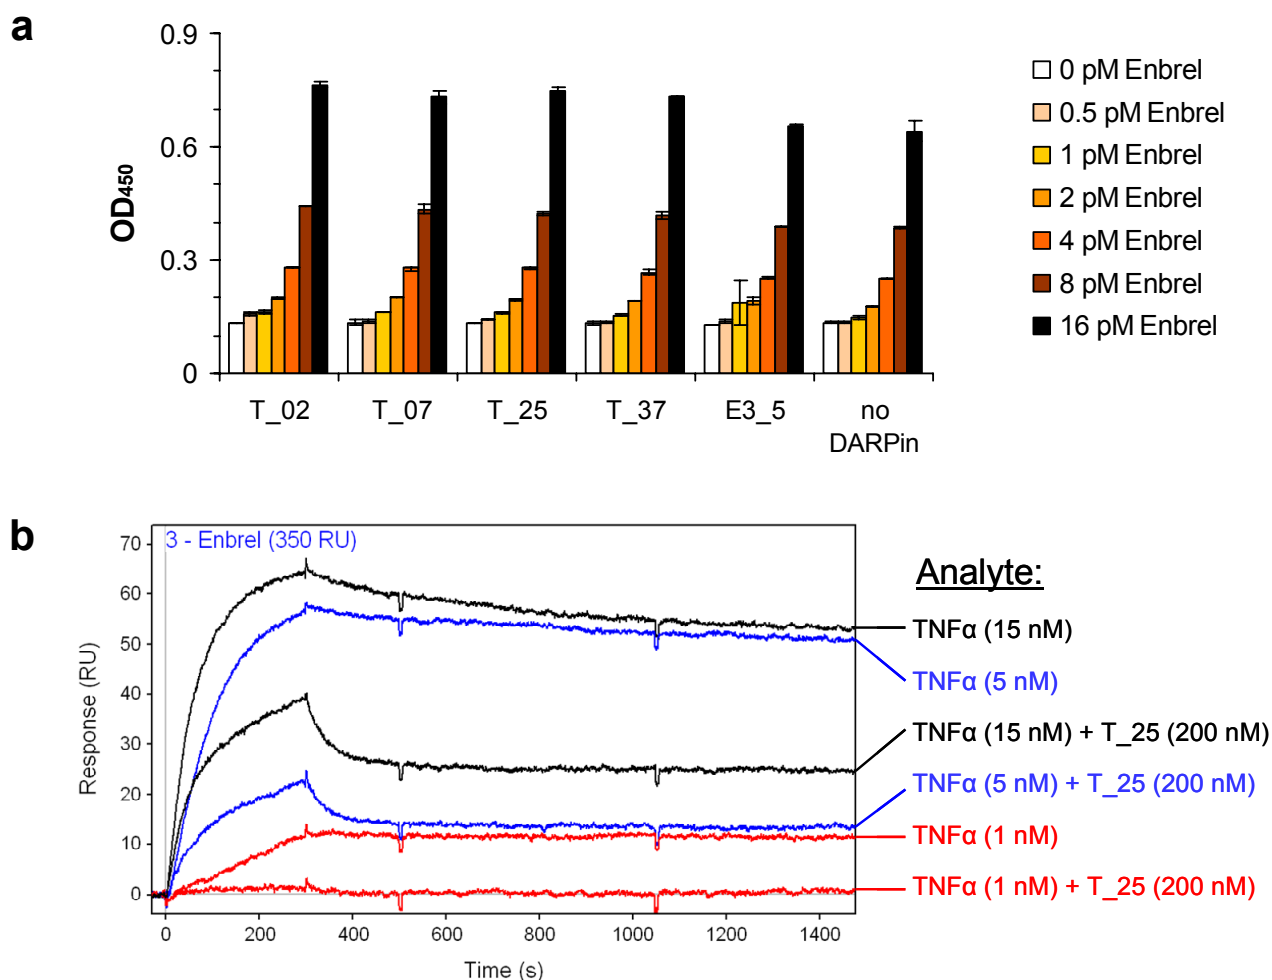 a
0.9
0.6
0.3
0
OD450
T_02
T_07
T_25
T_37
E3_5
no
DARPin
0 pM Enbrel
0.5 pM Enbrel
1 pM Enbrel
2 pM Enbrel
4 pM Enbrel
8 pM Enbrel
16 pM Enbrel
b
3 - Enbrel (350 RU)
70
60
50
40
30
20
10
0
Response (RU)
0
200
400
600
800
1000
1200
1400
Time (s)
Analyte:
TNFα (15 nM)
TNFα (5 nM)
TNFα (15 nM) + T_25 (200 nM)
TNFα (5 nM) + T_25 (200 nM)
TNFα (1 nM)
TNFα (1 nM) + T_25 (200 nM)